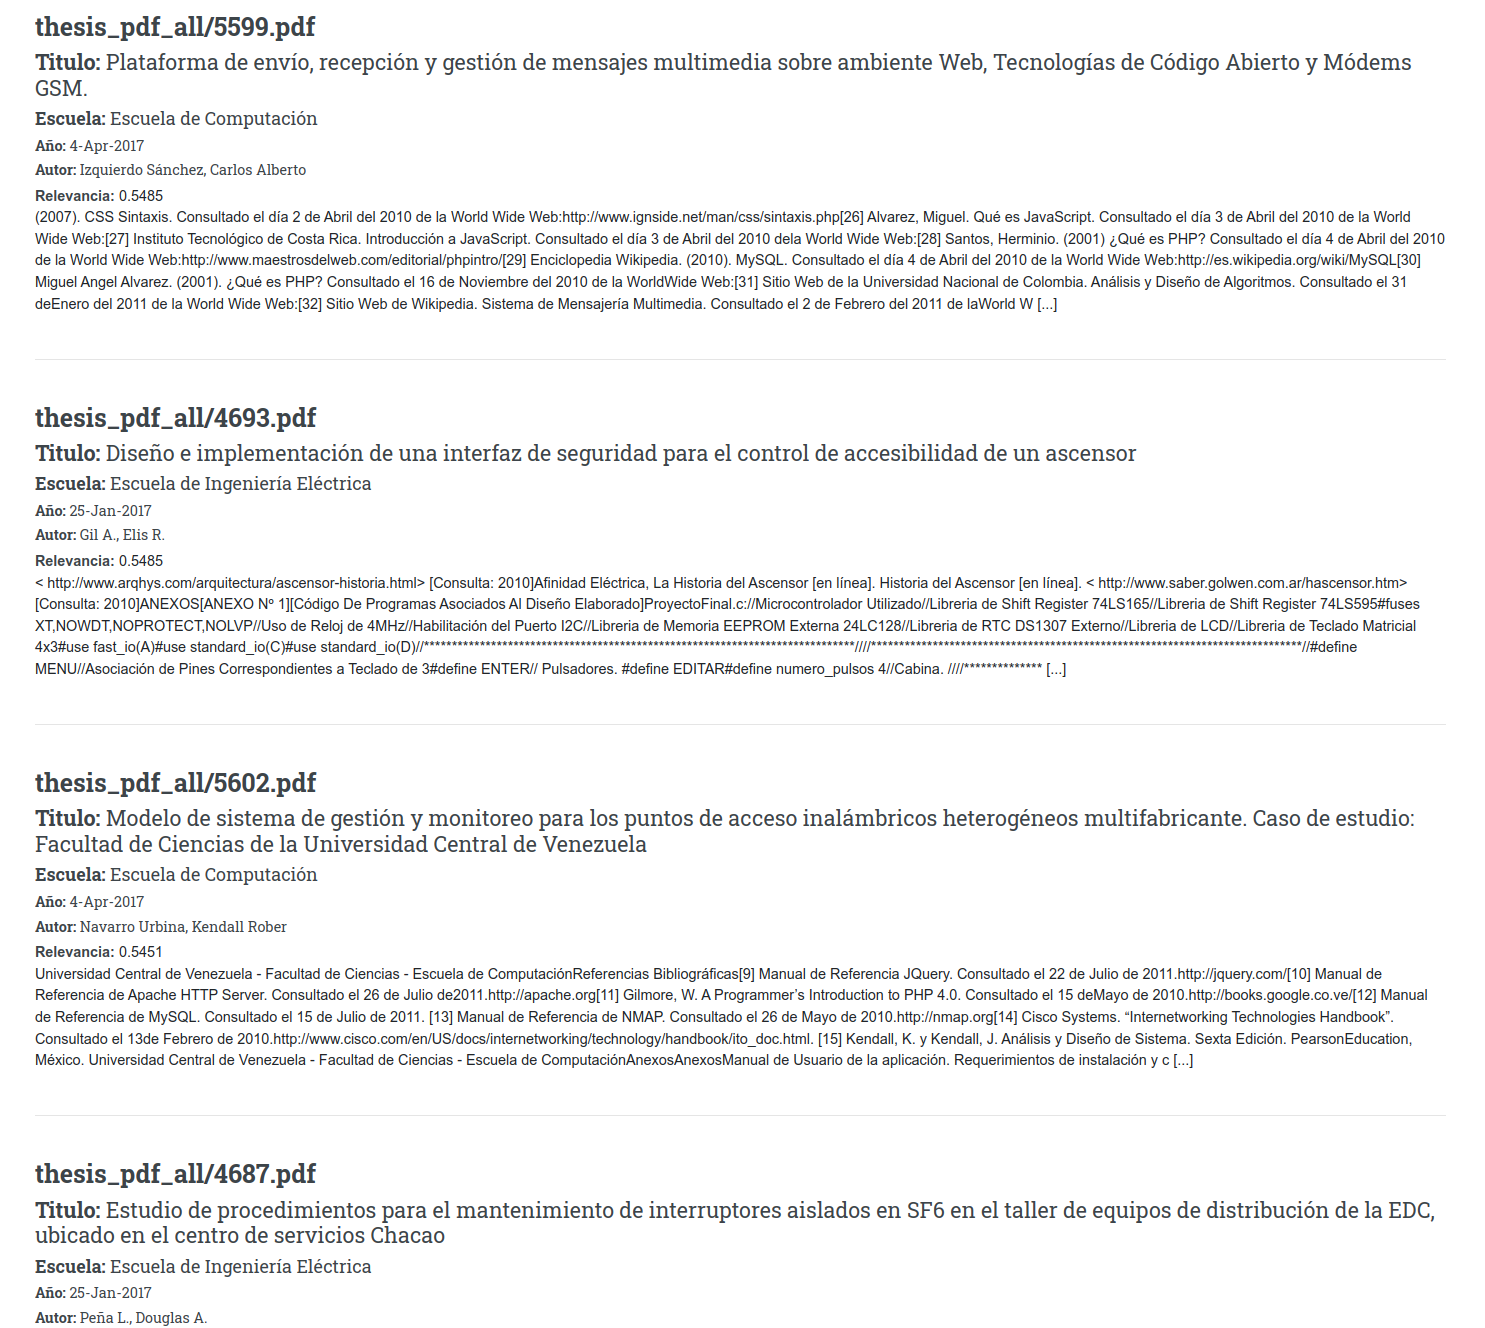 thesis_pdf_all/5599.pdf
Titulo: Plataforma de envío, recepción y gestión de mensajes multimedia sobre ambiente Web, Tecnologías de Código Abierto y Módems
GSM.
Escuela: Escuela de Computación
Año: 4-Apr-2017
Autor: Izquierdo Sánchez, Carlos Alberto
Relevancia: 0.5485
(2007). CSS Sintaxis. Consultado el día 2 de Abril del 2010 de la World Wide Web:http://www.ignside.net/man/css/sintaxis.php[26] Alvarez, Miguel. Qué es JavaScript. Consultado el día 3 de Abril del 2010 de la World
Wide Web:[27] Instituto Tecnológico de Costa Rica. Introducción a JavaScript. Consultado el día 3 de Abril del 2010 dela World Wide Web:[28] Santos, Herminio. (2001) ¿Qué es PHP? Consultado el día 4 de Abril del 2010
de la World Wide Web:http://www.maestrosdelweb.com/editorial/phpintro/[29] Enciclopedia Wikipedia. (2010). MySQL. Consultado el día 4 de Abril del 2010 de la World Wide Web:http://es.wikipedia.org/wiki/MySQL[30]
Miguel Angel Alvarez. (2001). ¿Qué es PHP? Consultado el 16 de Noviembre del 2010 de la WorldWide Web:[31] Sitio Web de la Universidad Nacional de Colombia. Análisis y Diseño de Algoritmos. Consultado el 31
deEnero del 2011 de la World Wide Web:[32] Sitio Web de Wikipedia. Sistema de Mensajería Multimedia. Consultado el 2 de Febrero del 2011 de laWorld W [...]
thesis_pdf_all/4693.pdf
Titulo: Diseño e implementación de una interfaz de seguridad para el control de accesibilidad de un ascensor
Escuela: Escuela de Ingeniería Eléctrica
Año: 25-Jan-2017
Autor: Gil A., Elis R.
Relevancia: 0.5485
< http://www.arqhys.com/arquitectura/ascensor-historia.html> [Consulta: 2010]Afinidad Eléctrica, La Historia del Ascensor [en línea]. Historia del Ascensor [en línea]. < http://www.saber.golwen.com.ar/hascensor.htm>
[Consulta: 2010]ANEXOS[ANEXO Nº 1][Código De Programas Asociados Al Diseño Elaborado]ProyectoFinal.c://Microcontrolador Utilizado//Libreria de Shift Register 74LS165//Libreria de Shift Register 74LS595#fuses
XT,NOWDT,NOPROTECT,NOLVP//Uso de Reloj de 4MHz//Habilitación del Puerto I2C//Libreria de Memoria EEPROM Externa 24LC128//Libreria de RTC DS1307 Externo//Libreria de LCD//Libreria de Teclado Matricial
4x3#use fast_io(A)#use standard_io(C)#use standard_io(D)//*****************************************************************************////*****************************************************************************//#define
MENU//Asociación de Pines Correspondientes a Teclado de 3#define ENTER// Pulsadores. #define EDITAR#define numero_pulsos 4//Cabina. ////************** [...]
thesis_pdf_all/5602.pdf
Titulo: Modelo de sistema de gestión y monitoreo para los puntos de acceso inalámbricos heterogéneos multifabricante. Caso de estudio:
Facultad de Ciencias de la Universidad Central de Venezuela
Escuela: Escuela de Computación
Año: 4-Apr-2017
Autor: Navarro Urbina, Kendall Rober
Relevancia: 0.5451
Universidad Central de Venezuela - Facultad de Ciencias - Escuela de ComputaciónReferencias Bibliográficas[9] Manual de Referencia JQuery. Consultado el 22 de Julio de 2011.http://jquery.com/[10] Manual de
Referencia de Apache HTTP Server. Consultado el 26 de Julio de2011.http://apache.org[11] Gilmore, W. A Programmer’s Introduction to PHP 4.0. Consultado el 15 deMayo de 2010.http://books.google.co.ve/[12] Manual
de Referencia de MySQL. Consultado el 15 de Julio de 2011. [13] Manual de Referencia de NMAP. Consultado el 26 de Mayo de 2010.http://nmap.org[14] Cisco Systems. “Internetworking Technologies Handbook”.
Consultado el 13de Febrero de 2010.http://www.cisco.com/en/US/docs/internetworking/technology/handbook/ito_doc.html. [15] Kendall, K. y Kendall, J. Análisis y Diseño de Sistema. Sexta Edición. PearsonEducation,
México. Universidad Central de Venezuela - Facultad de Ciencias - Escuela de ComputaciónAnexosAnexosManual de Usuario de la aplicación. Requerimientos de instalación y c [...]
thesis_pdf_all/4687.pdf
Titulo: Estudio de procedimientos para el mantenimiento de interruptores aislados en SF6 en el taller de equipos de distribución de la EDC,
ubicado en el centro de servicios Chacao
Escuela: Escuela de Ingeniería Eléctrica
Año: 25-Jan-2017
Autor: Peña L., Douglas A.